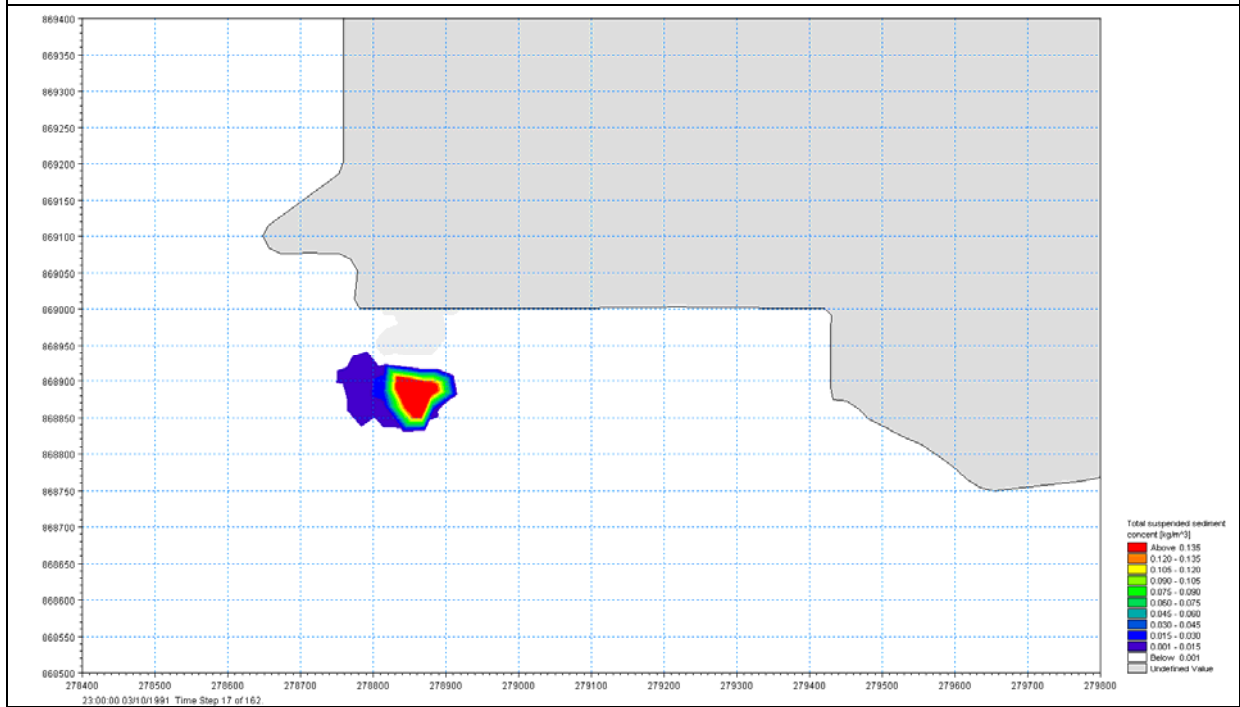 869400
869350
869300
869250
869200
869150
869100
869050
869000
868950
868900
868850
868800
868750
868700
868650
868600
868550
868500
278400 278500 278600 278700 278800 278900 279000 279100 279200 279300 279400 279500 279600 279700 279800
23:00:00 03/10/1991 Time Step 17 of 162.
Total suspended sediment
concent [kg/m^3]
Above 0.135
0.120 - 0.135
0.105 - 0.120
0.090 - 0.105
0.075 - 0.090
0.060 - 0.075
0.045 - 0.060
0.030 - 0.045
0.015 - 0.030
0.001 - 0.015
Below 0.001
Undefined Value